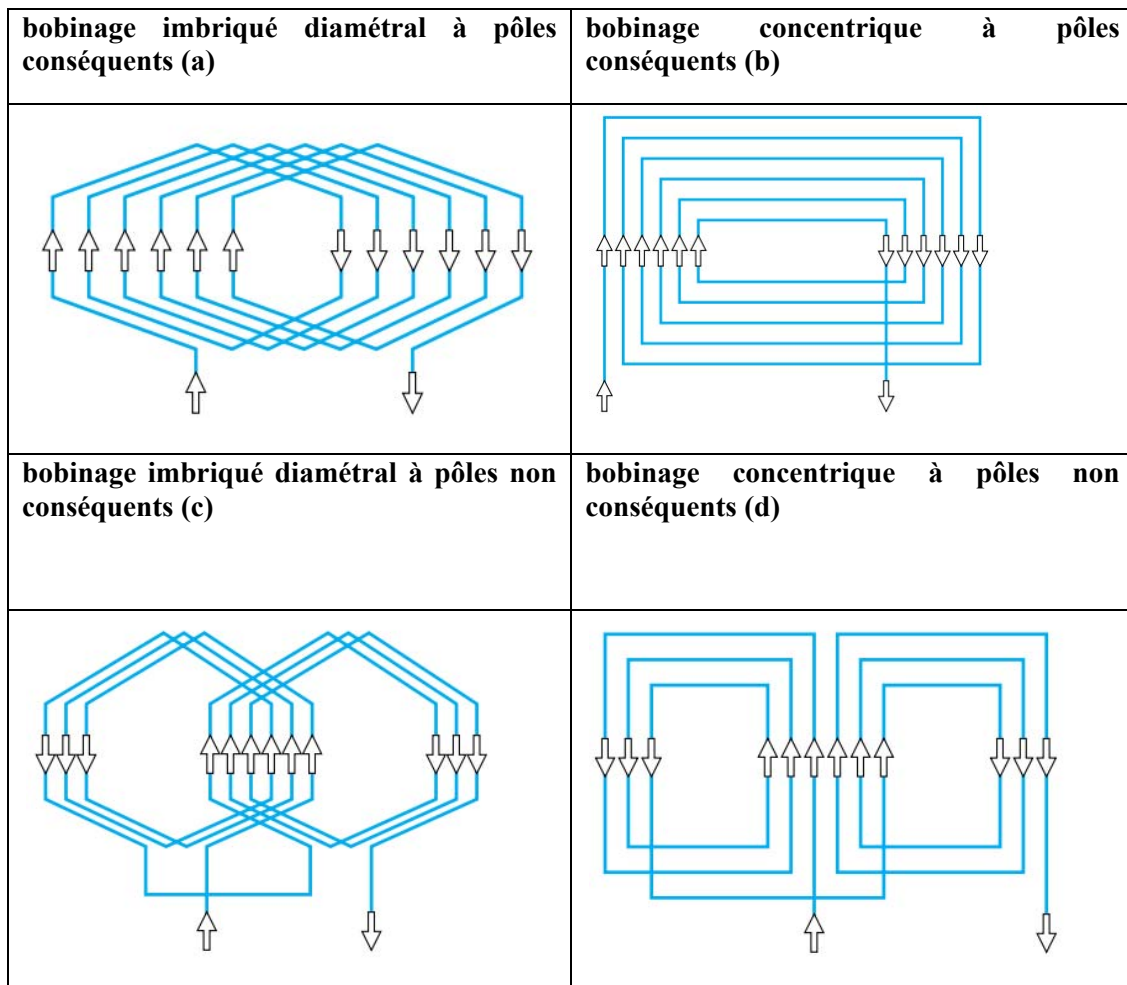 bobinage imbriqué diamétral à pôles
conséquents (a)
bobinage concentrique à pôles
conséquents (b)
bobinage imbriqué diamétral à pôles non
conséquents (c)
bobinage concentrique à pôles non
conséquents (d)